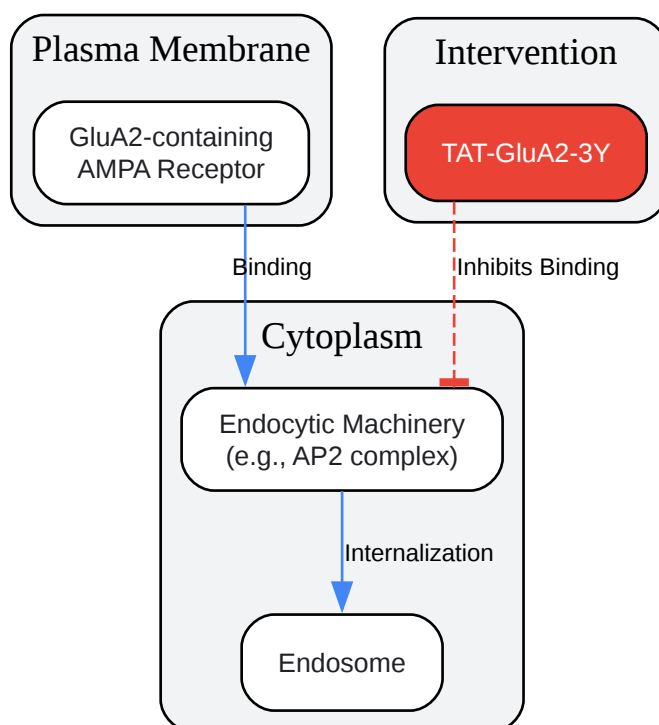 Plasma Membrane
GluA2-containing
AMPA Receptor
Intervention
TAT-GluA2-3Y
Binding
Inhibits Binding
Cytoplasm
Endocytic Machinery
(e.g., AP2 complex)
Internalization
Endosome